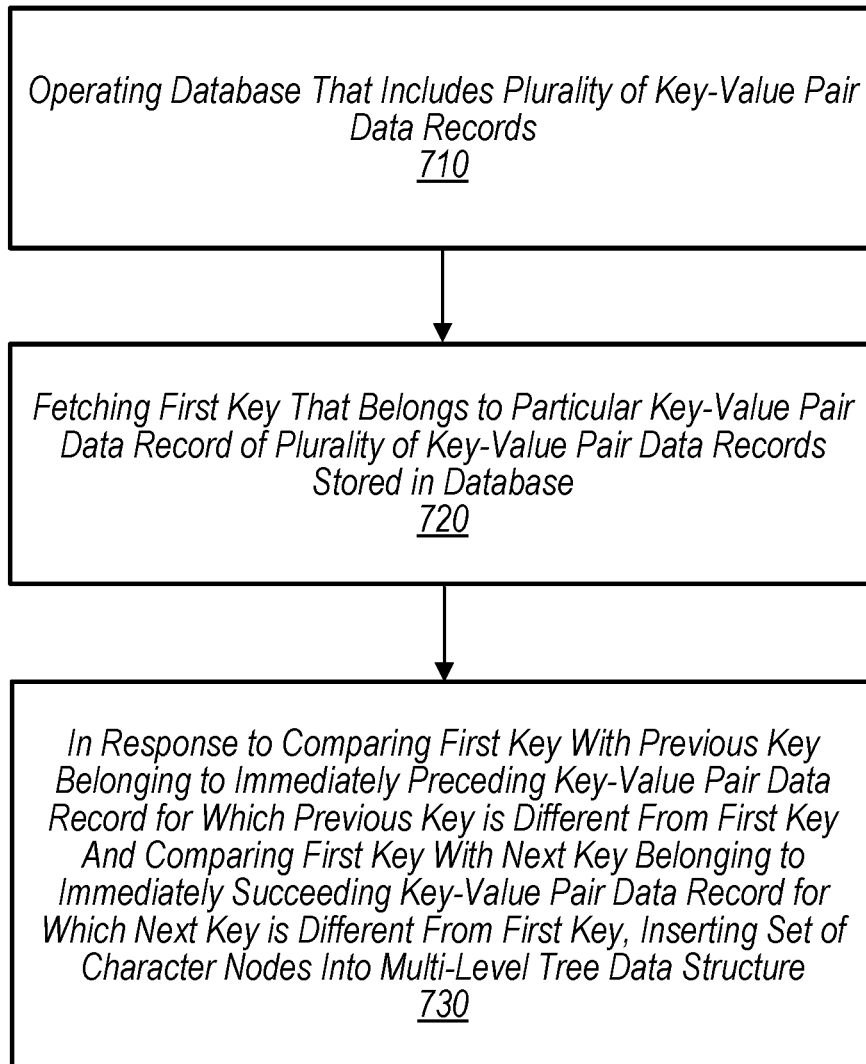 Operating Database That Includes Plurality of Key-Value Pair
Data Records
710
Fetching First Key That Belongs to Particular Key-Value Pair
Data Record of Plurality of Key-Value Pair Data Records
Stored in Database
720
In Response to Comparing First Key With Previous Key
Belonging to Immediately Preceding Key-Value Pair Data
Record for Which Previous Key is Different From First Key
And Comparing First Key With Next Key Belonging to
Immediately Succeeding Key-Value Pair Data Record for
Which Next Key is Different From First Key, Inserting Set of
Character Nodes Into Multi-Level Tree Data Structure
730